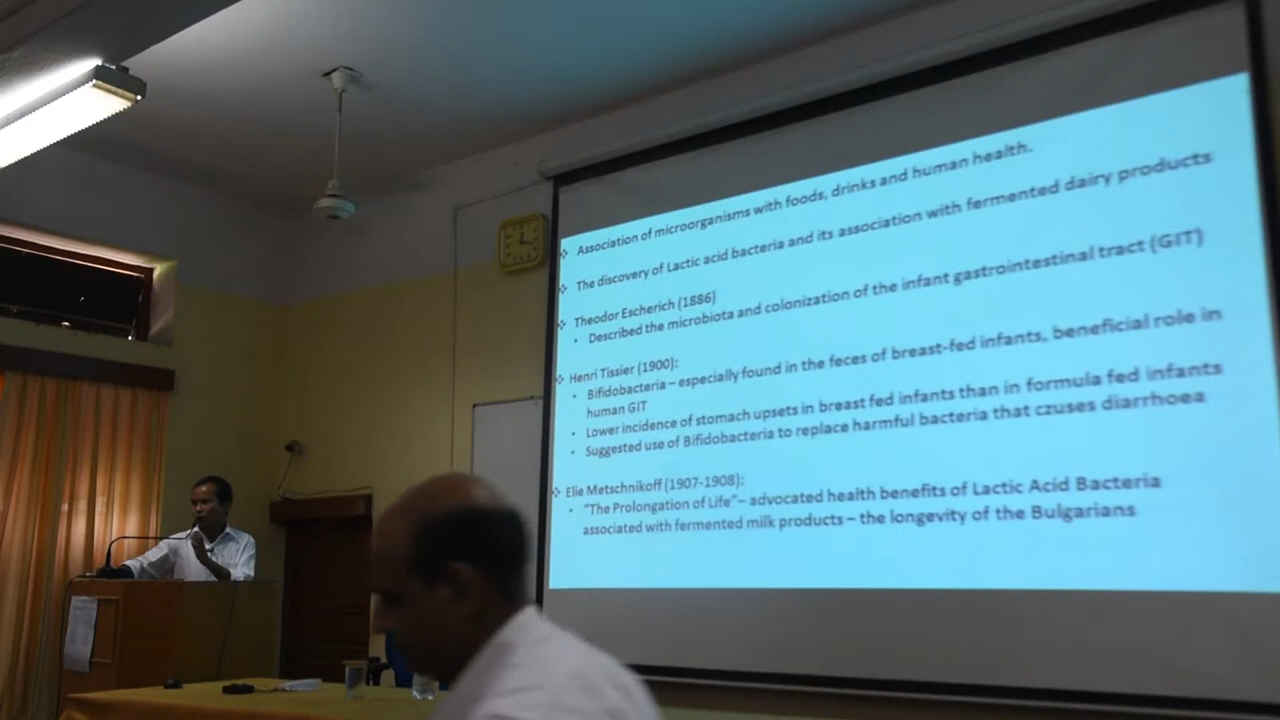 ❖ Association of microorganisms with foods, drinks and human health.
❖ The discovery of Lactic acid bacteria and its association with fermented dairy products
❖ Theodor Escherich (1886)
• Described the microbiota and colonization of the infant gastrointestinal tract (GIT)
❖ Henri Tissier (1900):
• Bifidobacteria – especially found in the feces of breast-fed infants, beneficial role in
human GIT
• Lower incidence of stomach upsets in breast fed infants than in formula fed infants
• Suggested use of Bifidobacteria to replace harmful bacteria that czuses diarrhoea
❖ Elie Metschnikoff (1907-1908):
• "The Prolongation of Life"– advocated health benefits of Lactic Acid Bacteria
associated with fermented milk products – the longevity of the Bulgarians